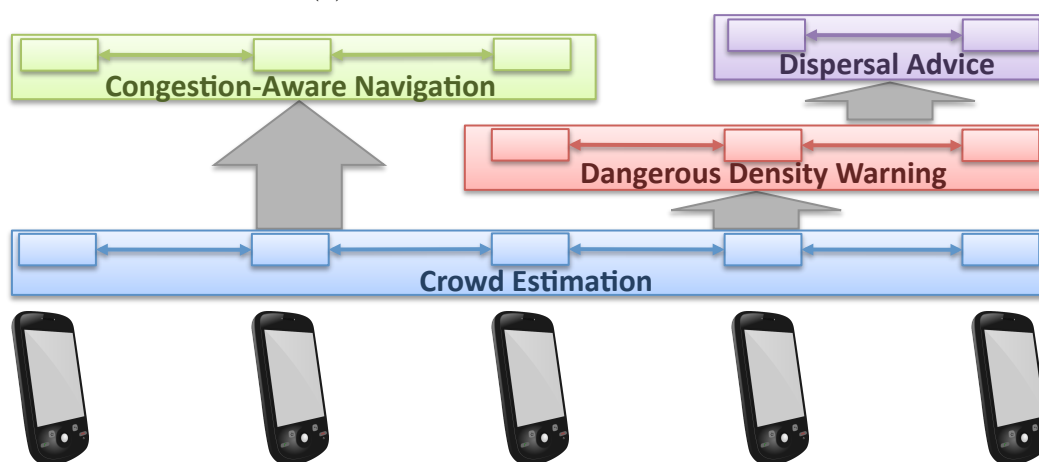 Dispersal Advice
Congestion-Aware Navigation
Dangerous Density Warning
Crowd Estimation